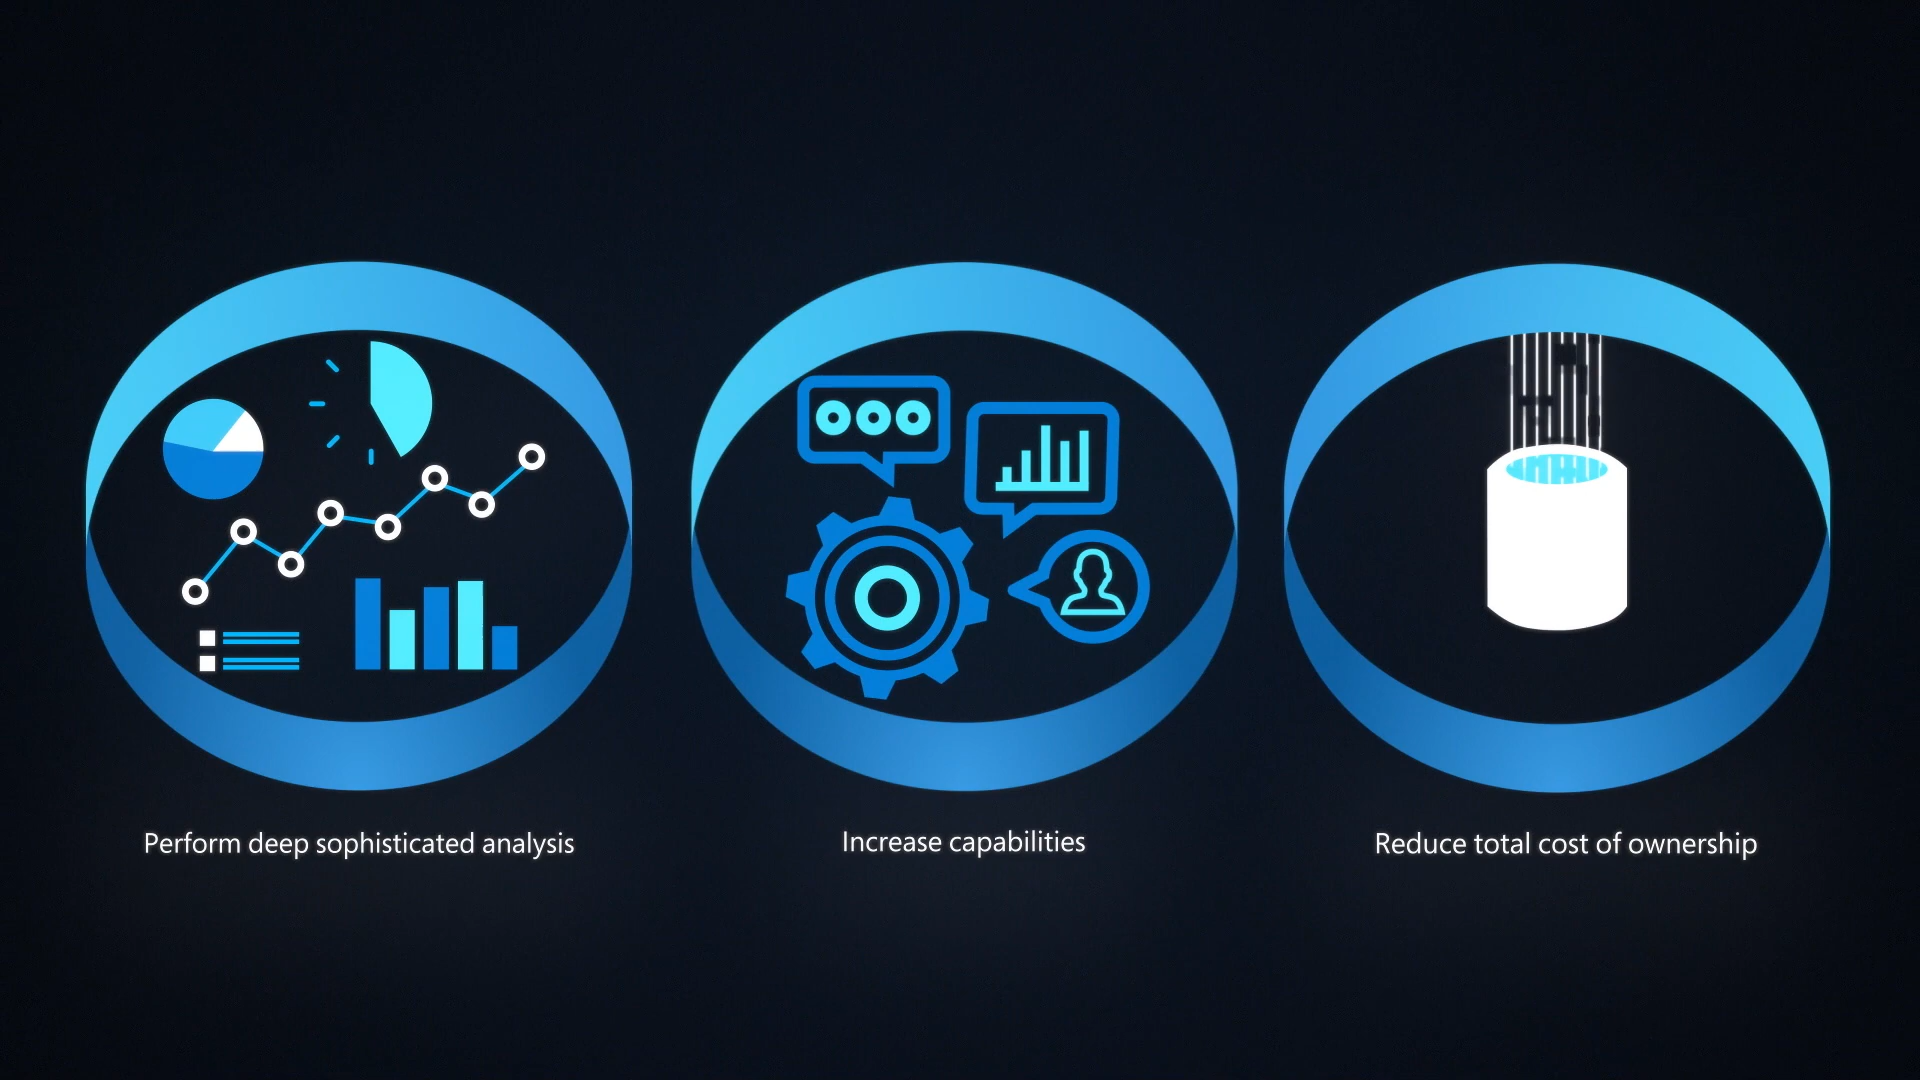 Perform deep sophisticated analysis
Increase capabilities
Reduce total cost of ownership